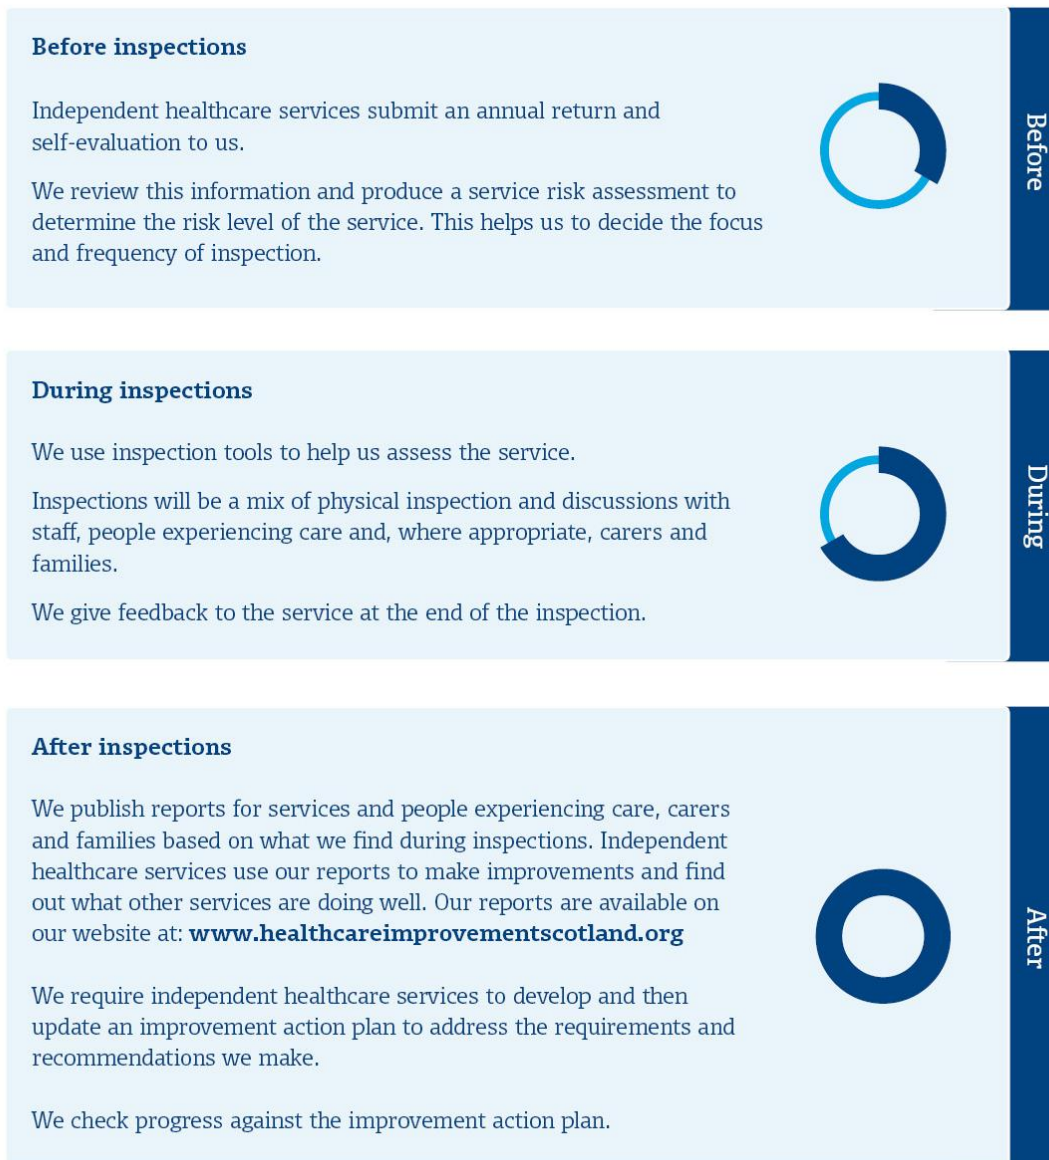 Before inspections
Independent healthcare services submit an annual return and
self-evaluation to us.
We review this information and produce a service risk assessment to
determine the risk level of the service. This helps us to decide the focus
and frequency of inspection.
Before
During inspections
We use inspection tools to help us assess the service.
Inspections will be a mix of physical inspection and discussions with
staff, people experiencing care and, where appropriate, carers and
families.
We give feedback to the service at the end of the inspection.
During
After inspections
We publish reports for services and people experiencing care, carers
and families based on what we find during inspections. Independent
healthcare services use our reports to make improvements and find
out what other services are doing well. Our reports are available on
our website at: www.healthcareimprovementscotland.org
We require independent healthcare services to develop and then
update an improvement action plan to address the requirements and
recommendations we make.
We check progress against the improvement action plan.
After